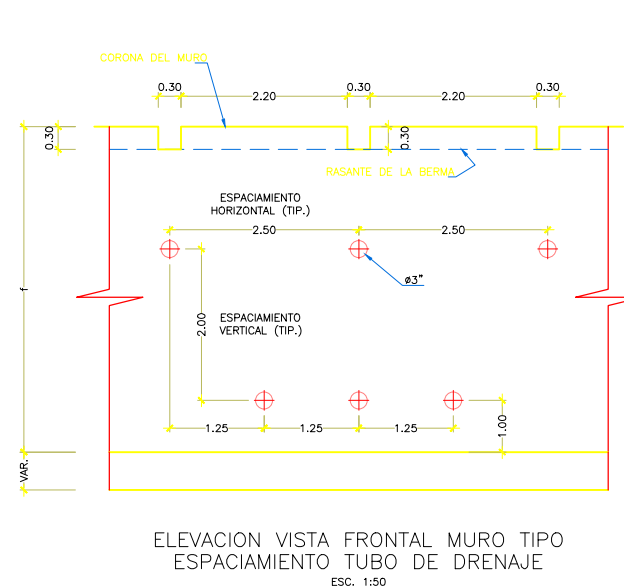 CORONA DEL MURO
0.30
2.20
0.30
2.20
0.30
0.30
0.30
RASANTE DE LA BERMA
ESPACIAMIENTO
HORIZONTAL (TIP.)
2.50
2.50
ø3"
f
2.00
ESPACIAMIENTO
VERTICAL (TIP.)
1.25
1.25
1.25
1.00
VAR.
ELEVACION VISTA FRONTAL MURO TIPO
ESPACIAMIENTO TUBO DE DRENAJE
ESC. 1:50